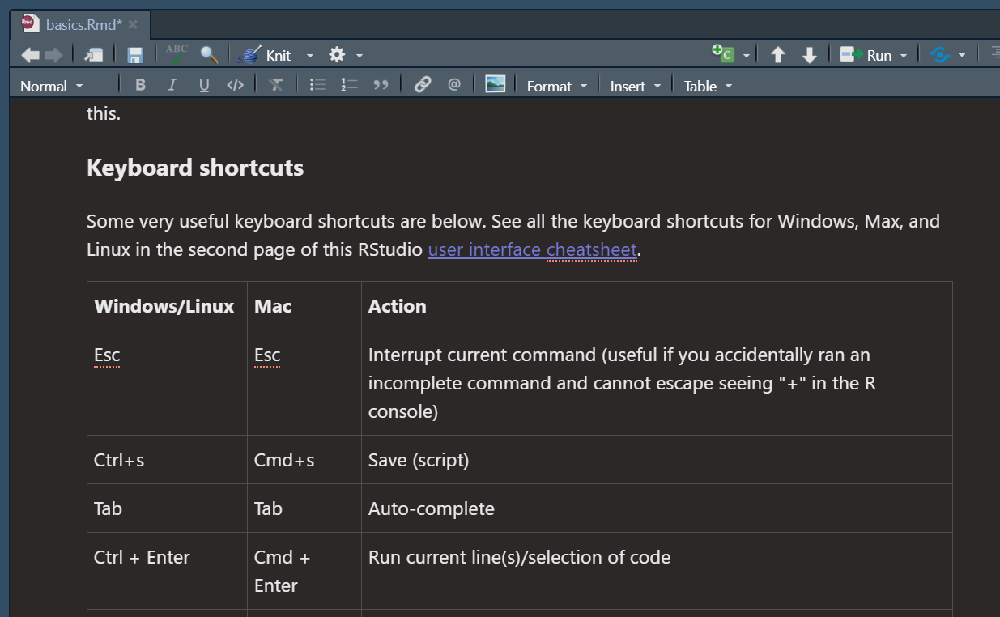 basics.Rmd*
ABC
Knit
C
Run
Normal
B I U </>
@
Format
Insert
Table
this.
Keyboard shortcuts
Some very useful keyboard shortcuts are below. See all the keyboard shortcuts for Windows, Max, and
Linux in the second page of this RStudio user interface cheatsheet.
Windows/Linux Mac Action
Esc Esc Interrupt current command (useful if you accidentally ran an
incomplete command and cannot escape seeing "+" in the R
console)
Ctrl+s Cmd+s Save (script)
Tab Tab Auto-complete
Ctrl + Enter Cmd + Run current line(s)/selection of code
Enter